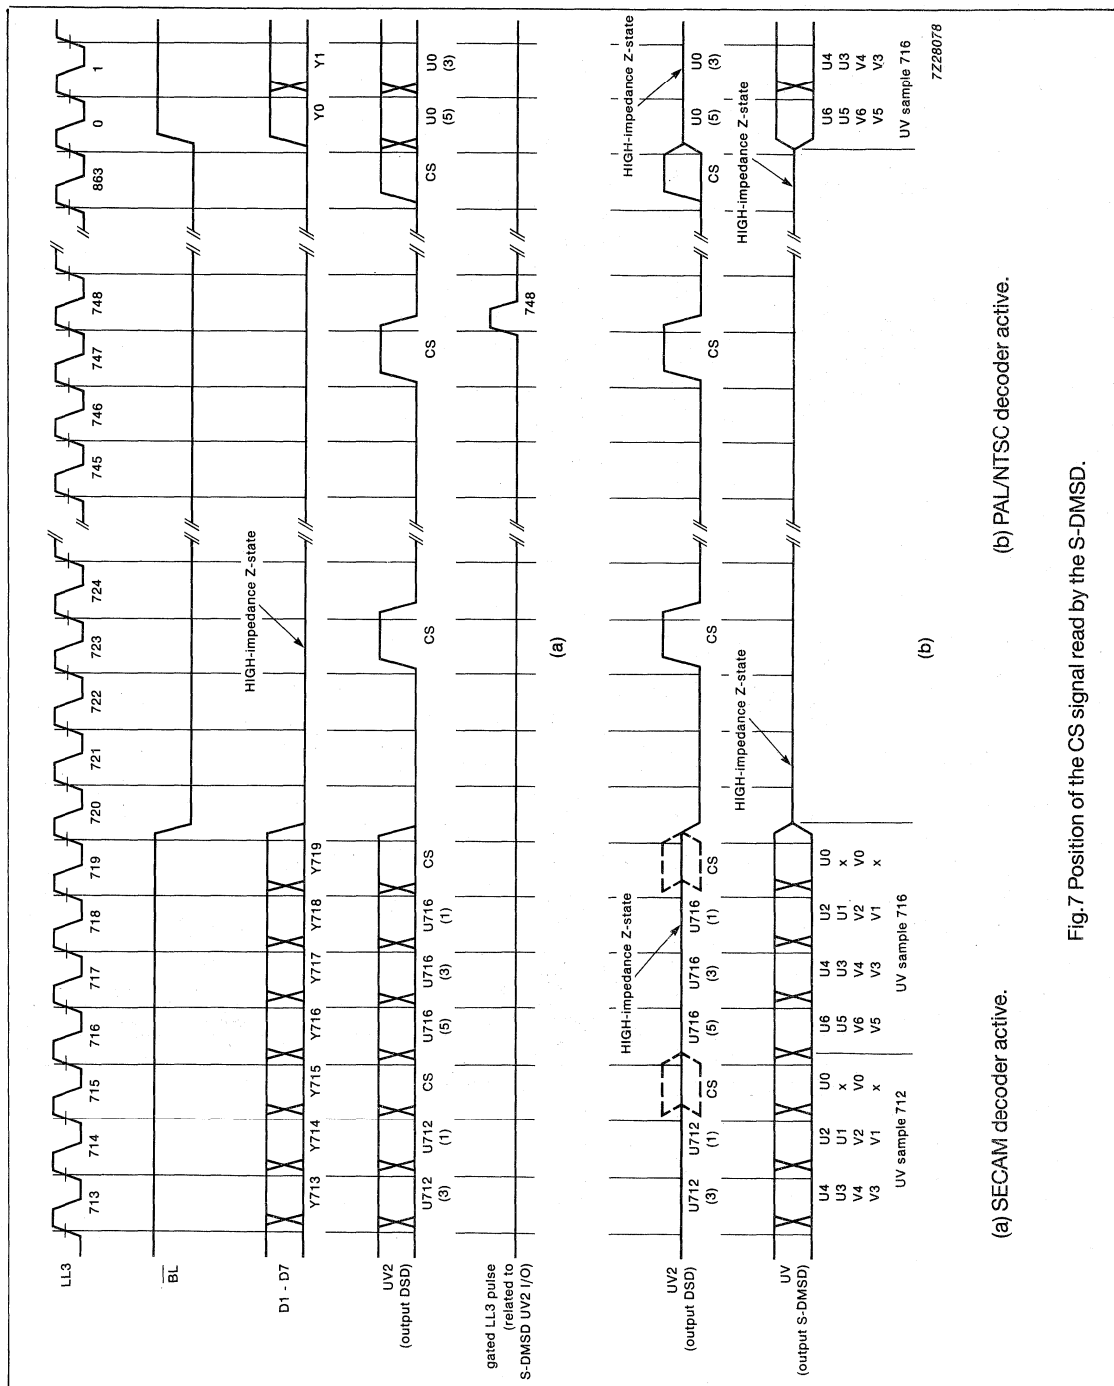 LL3
713 714 715 716 717 718 719 720 721 722 723 724 745 746 747 748 863 0 1
BL
HIGH-impedance Z-state
D1 - D7
Y713 Y714 Y715 Y716 Y717 Y718 Y719 Y0 Y1
UV2
(output DSD)
U712 U712 CS U716 U716 U716 CS CS CS CS U0 U0
(3) (1) (5) (3) (1) (5) (3)
gated LL3 pulse
(related to
S-DMSD UV2 I/O)
748
(a)
HIGH-impedance Z-state
HIGH-impedance Z-state
UV2
(output DSD)
U712 U712 CS U716 U716 U716 CS CS CS CS U0 U0
(3) (1) (5) (3) (1) (5) (3)
HIGH-impedance Z-state
HIGH-impedance Z-state
UV
(output S-DMSD)
U4 U2 U0 U6 U4 U2 U0 U6 U4
U3 U1 x U5 U3 U1 x U5 U3
V4 V2 V0 V6 V4 V2 V0 V6 V4
V3 V1 x V5 V3 V1 x V5 V3
UV sample 712 UV sample 716 UV sample 716
(b)
7Z28078
(a) SECAM decoder active.
(b) PAL/NTSC decoder active.
Fig.7 Position of the CS signal read by the S-DMSD.